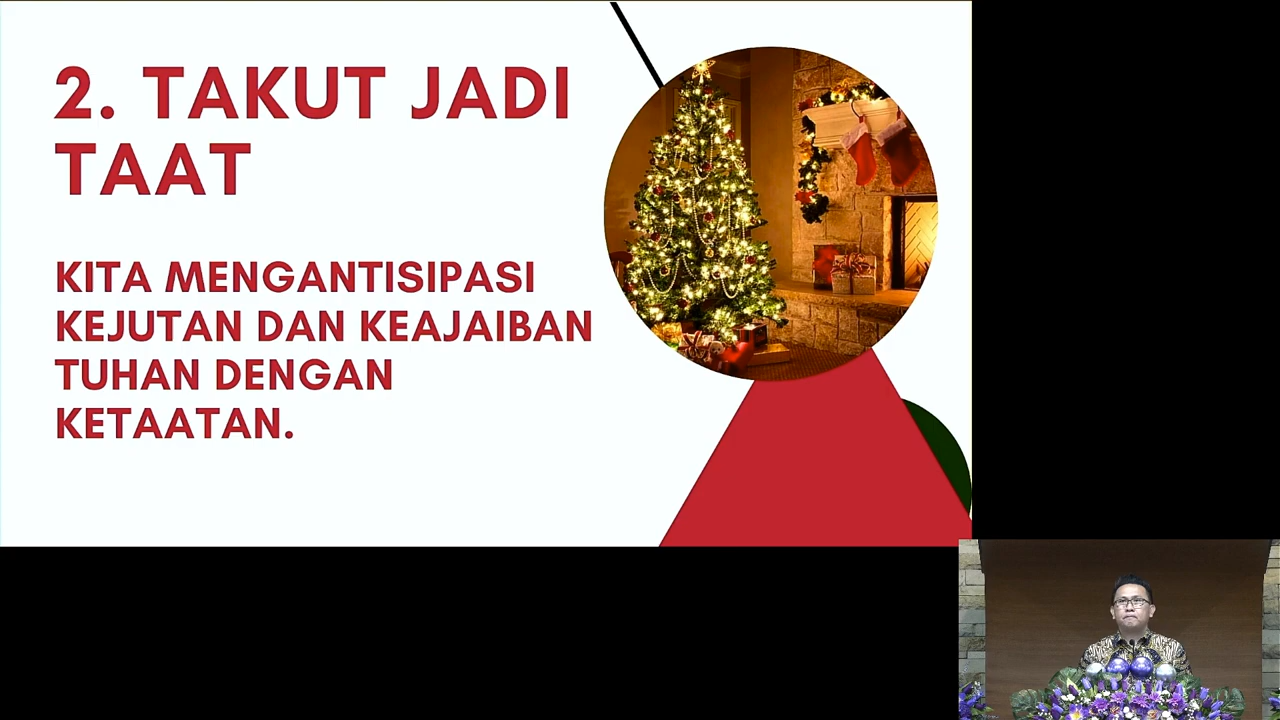 2. TAKUT JADI
TAAT
KITA MENGANTISIPASI
KEJUTAN DAN KEAJAIBAN
TUHAN DENGAN
KETAATAN.